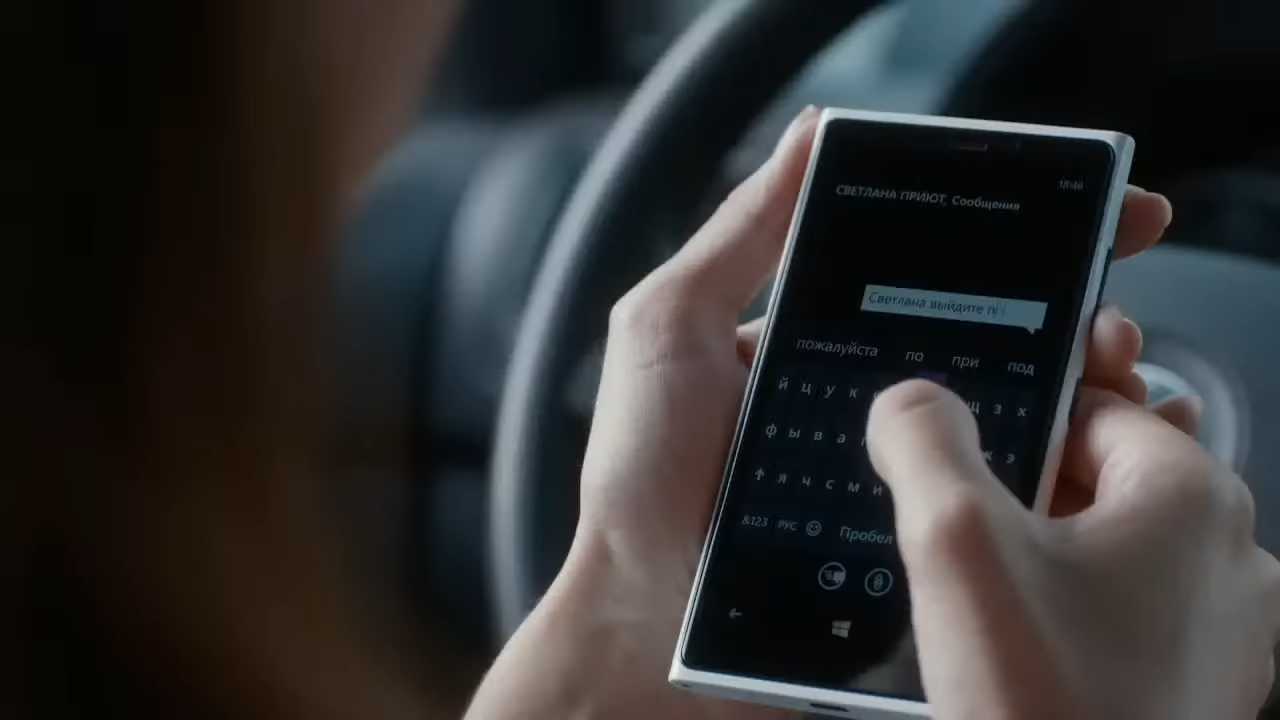 18:46
СВЕТЛАНА ПРИЮТ, Сообщения
Светлана выйдите п
пожалуйста по при под
й ц у к щ з х
ф ы в а ж э
я ч с м и
&123 РУС Пробел